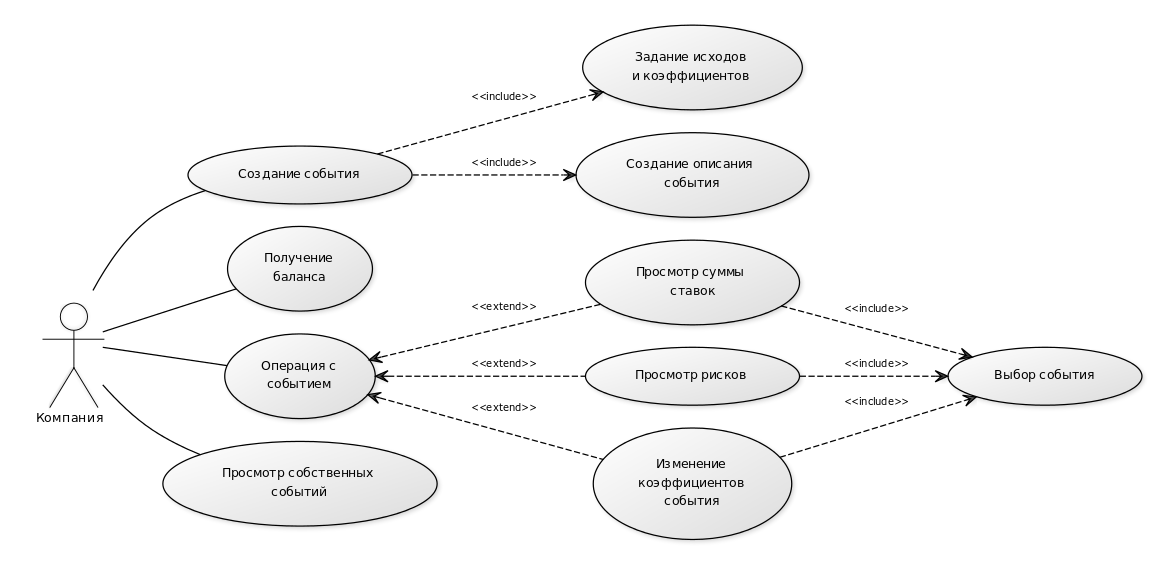 Задание исходов
и коэффициентов
<<include>>
Создание события
<<include>>
Создание описания
события
Получение
баланса
Просмотр суммы
ставок
<<extend>>
<<include>>
Компания
Операция с
событием
<<extend>>
Просмотр рисков
<<include>>
Выбор события
<<extend>>
<<include>>
Просмотр собственных
событий
Изменение
коэффициентов
события